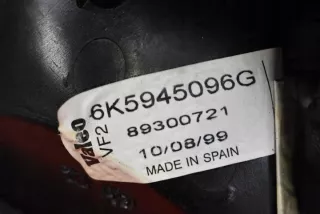 valeo
VF2
6K5945096G
89300721
10/08/99
MADE IN SPAIN